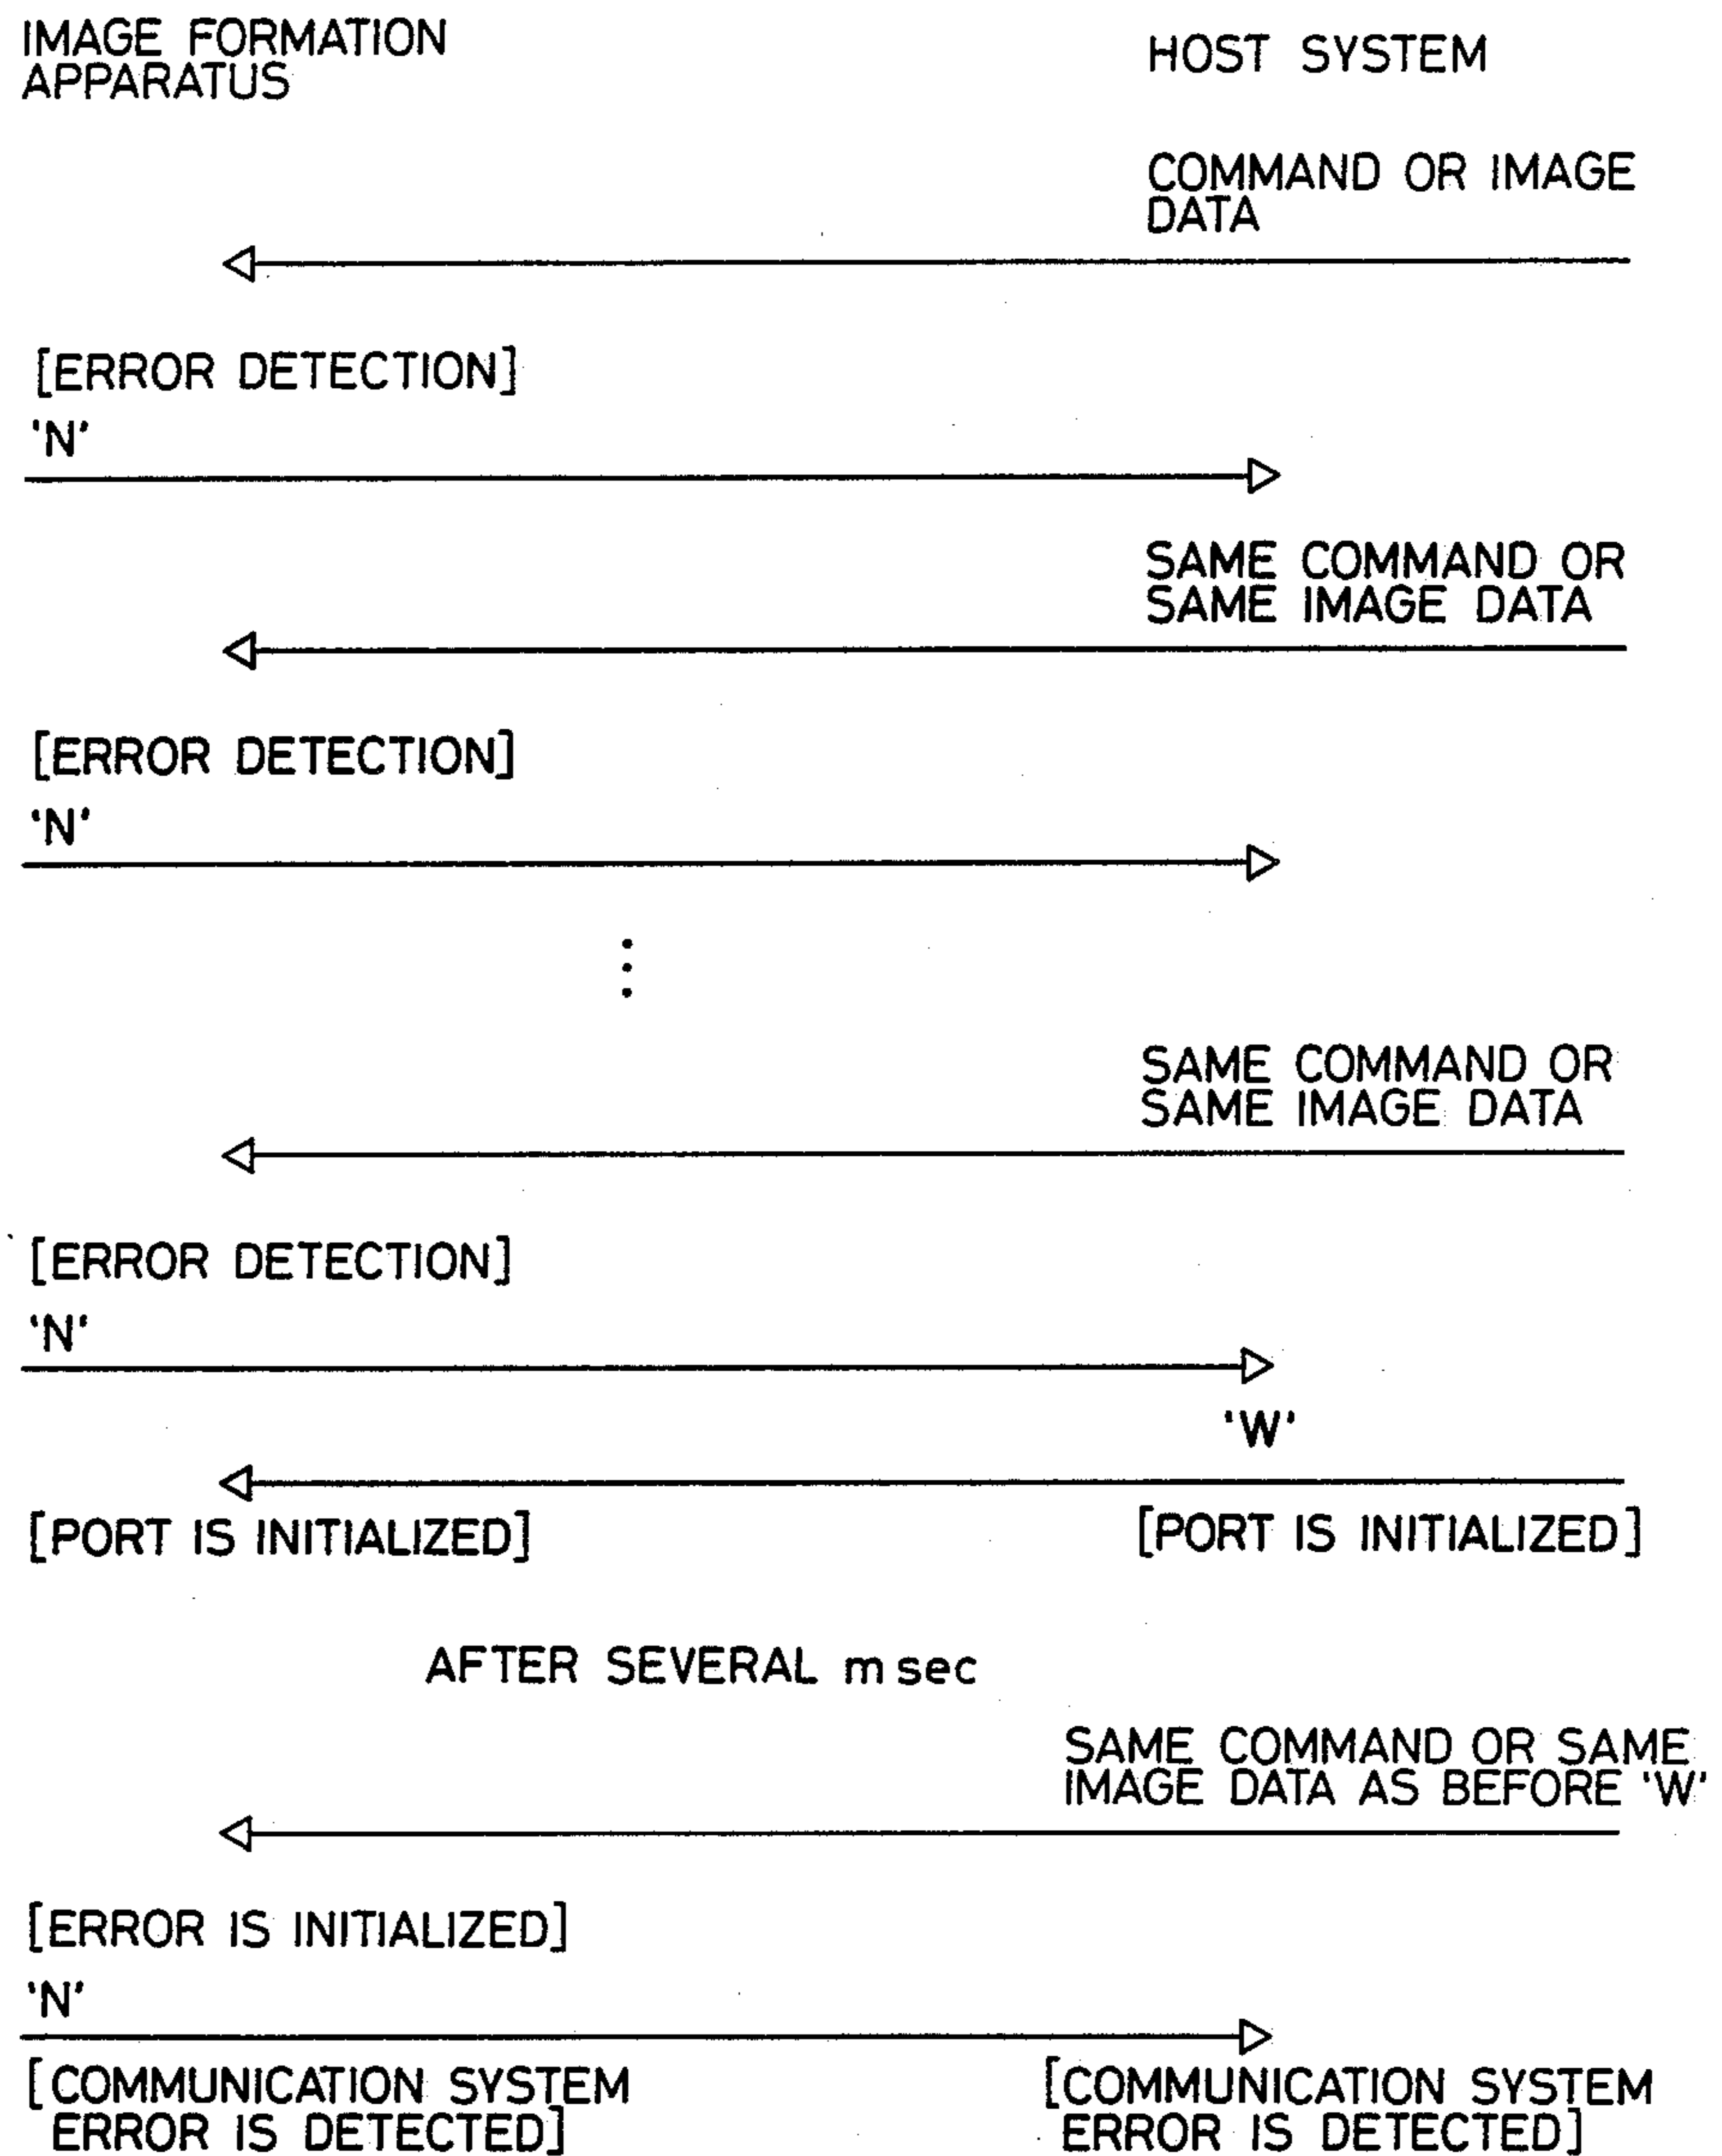 IMAGE FORMATION
APPARATUS
HOST SYSTEM
COMMAND OR IMAGE
DATA
[ERROR DETECTION]
'N'
SAME COMMAND OR
SAME IMAGE DATA
[ERROR DETECTION]
'N'
SAME COMMAND OR
SAME IMAGE DATA
[ERROR DETECTION]
'N'
'W'
[PORT IS INITIALIZED]
[PORT IS INITIALIZED]
AFTER SEVERAL msec
SAME COMMAND OR SAME
IMAGE DATA AS BEFORE 'W'
[ERROR IS INITIALIZED]
'N'
[COMMUNICATION SYSTEM
ERROR IS DETECTED]
[COMMUNICATION SYSTEM
ERROR IS DETECTED]